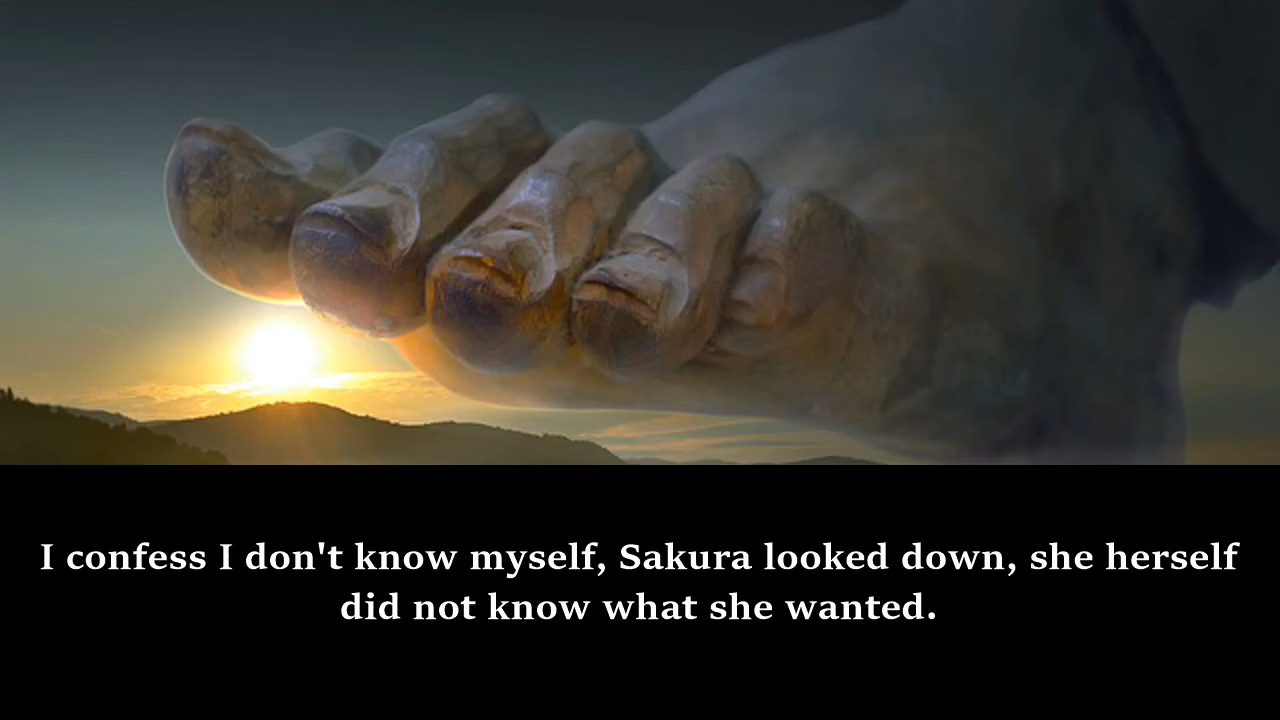 I confess I don't know myself, Sakura looked down, she herself
did not know what she wanted.